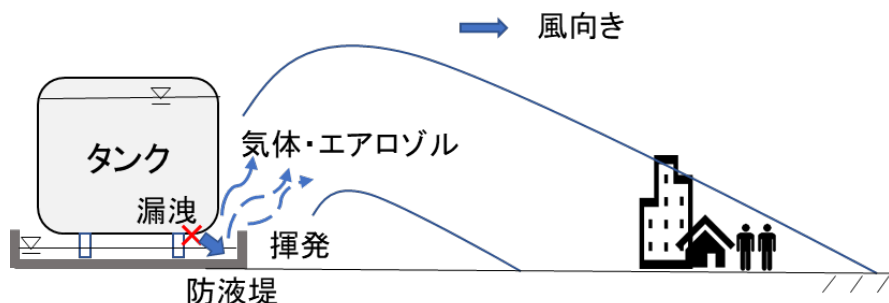 風向き
タンク
気体・エアロゾル
漏洩
揮発
防液堤